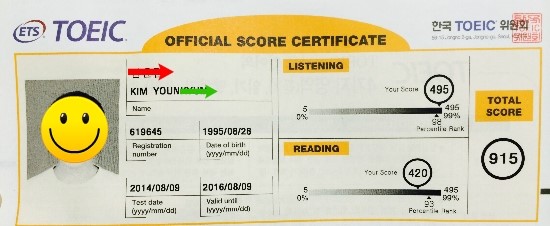 ETS TOEIC.
OFFICIAL SCORE CERTIFICATE
한국 TOEIC 위원회
KIM
Name
619645
1995/08/28
Registration number
Date of birth (yyyy/mm/dd)
2014/08/09
2016/08/09
Test date (yyyy/mm/dd)
Valid until (yyyy/mm/dd)
LISTENING
Your Score
495
5
495
0%
99%
98
Percentile Rank
READING
Your Score
420
5
495
0%
99%
93
Percentile Rank
TOTAL
SCORE
915